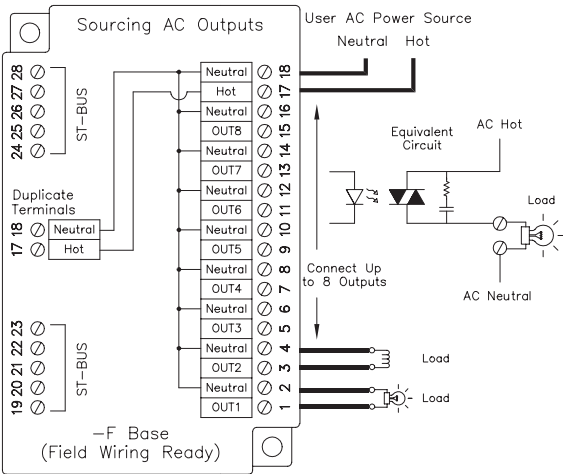 Sourcing AC Outputs
User AC Power Source
Neutral Hot
28
27
26
25
24
ST-BUS
Duplicate
Terminals
18 Neutral
17 Hot
23
22
21
20
19
ST-BUS
Neutral 18
Hot 17
Neutral 16
OUT8 15
Neutral 14
OUT7 13
Neutral 12
OUT6 11
Neutral 10
OUT5 9
Neutral 8
OUT4 7
Neutral 6
OUT3 5
Neutral 4
OUT2 3
Neutral 2
OUT1 1
Connect Up
to 8 Outputs
Equivalent
Circuit
AC Hot
Load
AC Neutral
Load
Load
-F Base
(Field Wiring Ready)